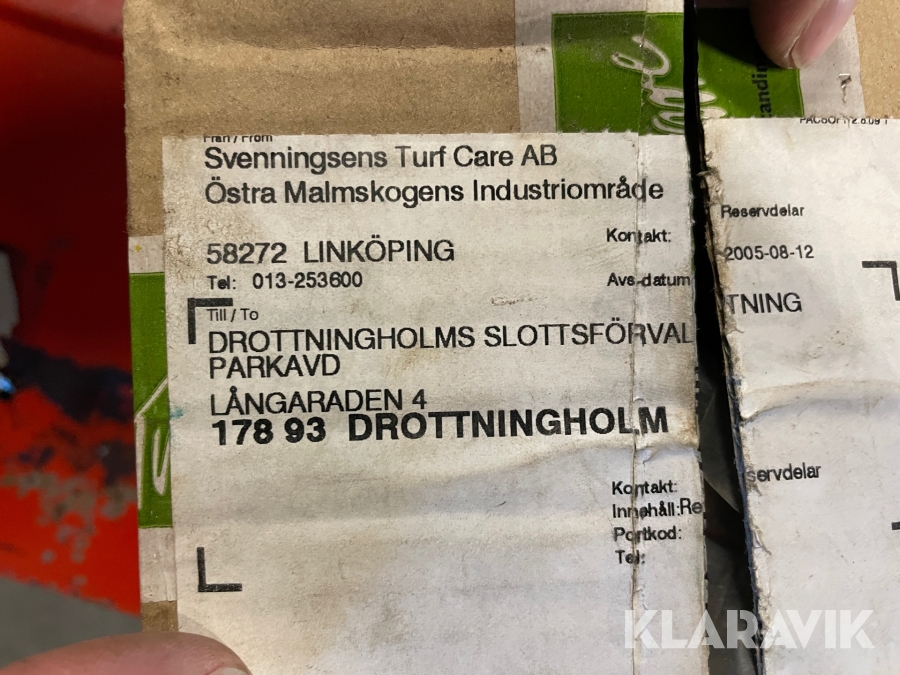 Från / From
Svenningsens Turf Care AB
Östra Malmskogens Industriområde
Reservdelar
58272 LINKÖPING
Kontakt:
Tel: 013-253600
Avs-datum
2005-08-12
Till / To
DROTTNINGHOLMS SLOTTSFÖRVAL
TNING
PARKAVD
LÅNGARADEN 4
178 93 DROTTNINGHOLM
Kontakt:
Innehåll:Re
servdelar
Portkod:
Tel:
KLARAVIK